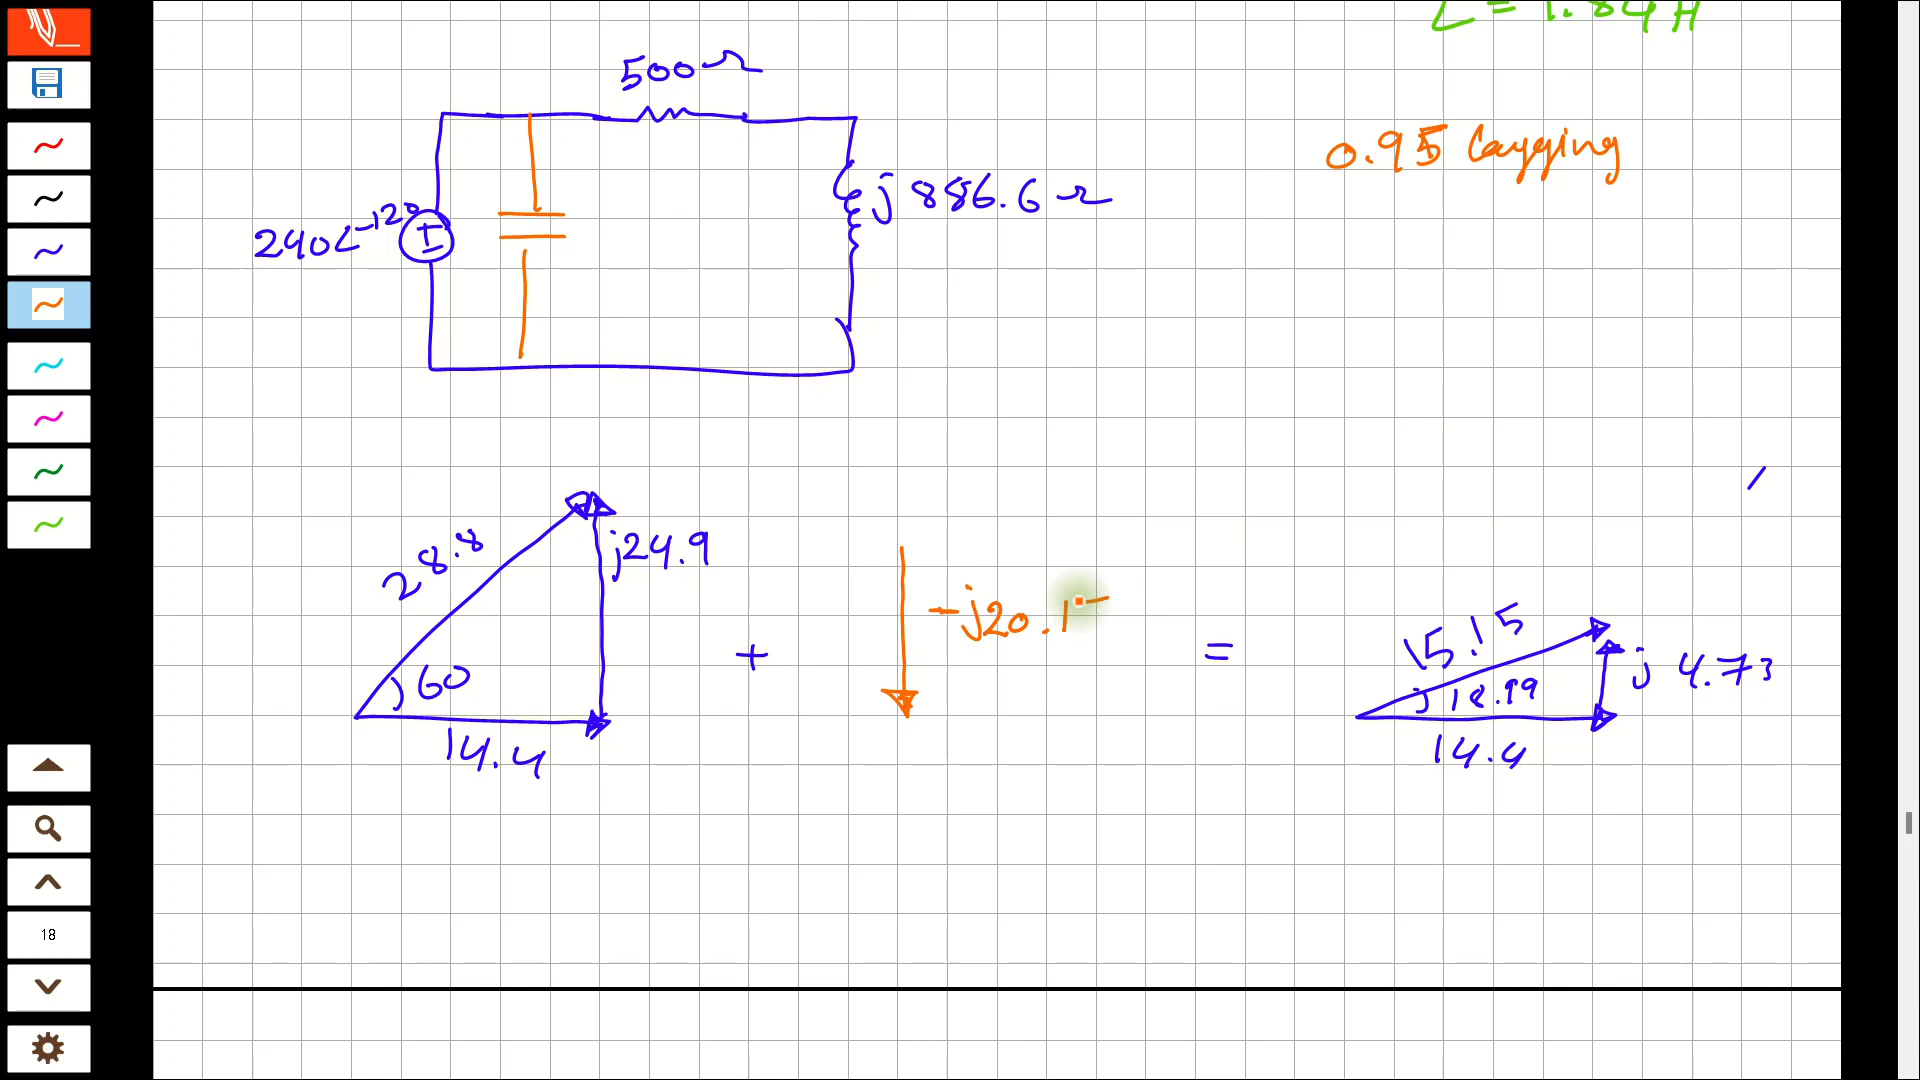 L = 1.84 H
500 Ω
0.95 lagging
240∠-120
j 886.6 Ω
28.8
j24.9
60
14.4
+
-j20.1
=
15.15
18.19
j 4.73
14.4
18